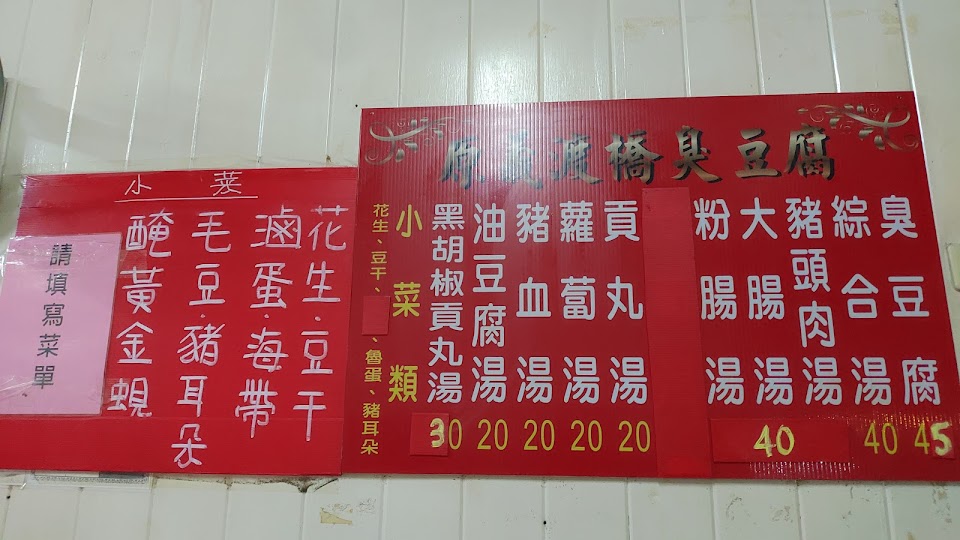 原員渡橋臭豆腐
臭豆腐 45
綜合湯 40
豬頭肉湯
大腸湯 40
粉腸湯
貢丸湯 20
蘿蔔湯 20
豬血湯 20
油豆腐湯 20
黑胡椒貢丸湯 30
小菜類
花生、豆干、、魯蛋、豬耳朵
小菜
花生·豆干
滷蛋·海帶
毛豆·豬耳朵
醃黃金蜆
請填寫菜單